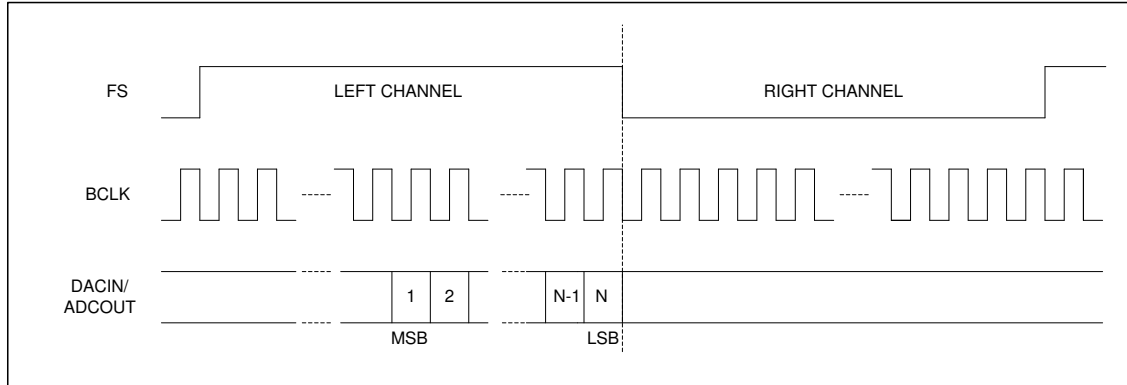 FS
LEFT CHANNEL
RIGHT CHANNEL
BCLK
DACIN/
ADCOUT
1
2
N-1
N
MSB
LSB